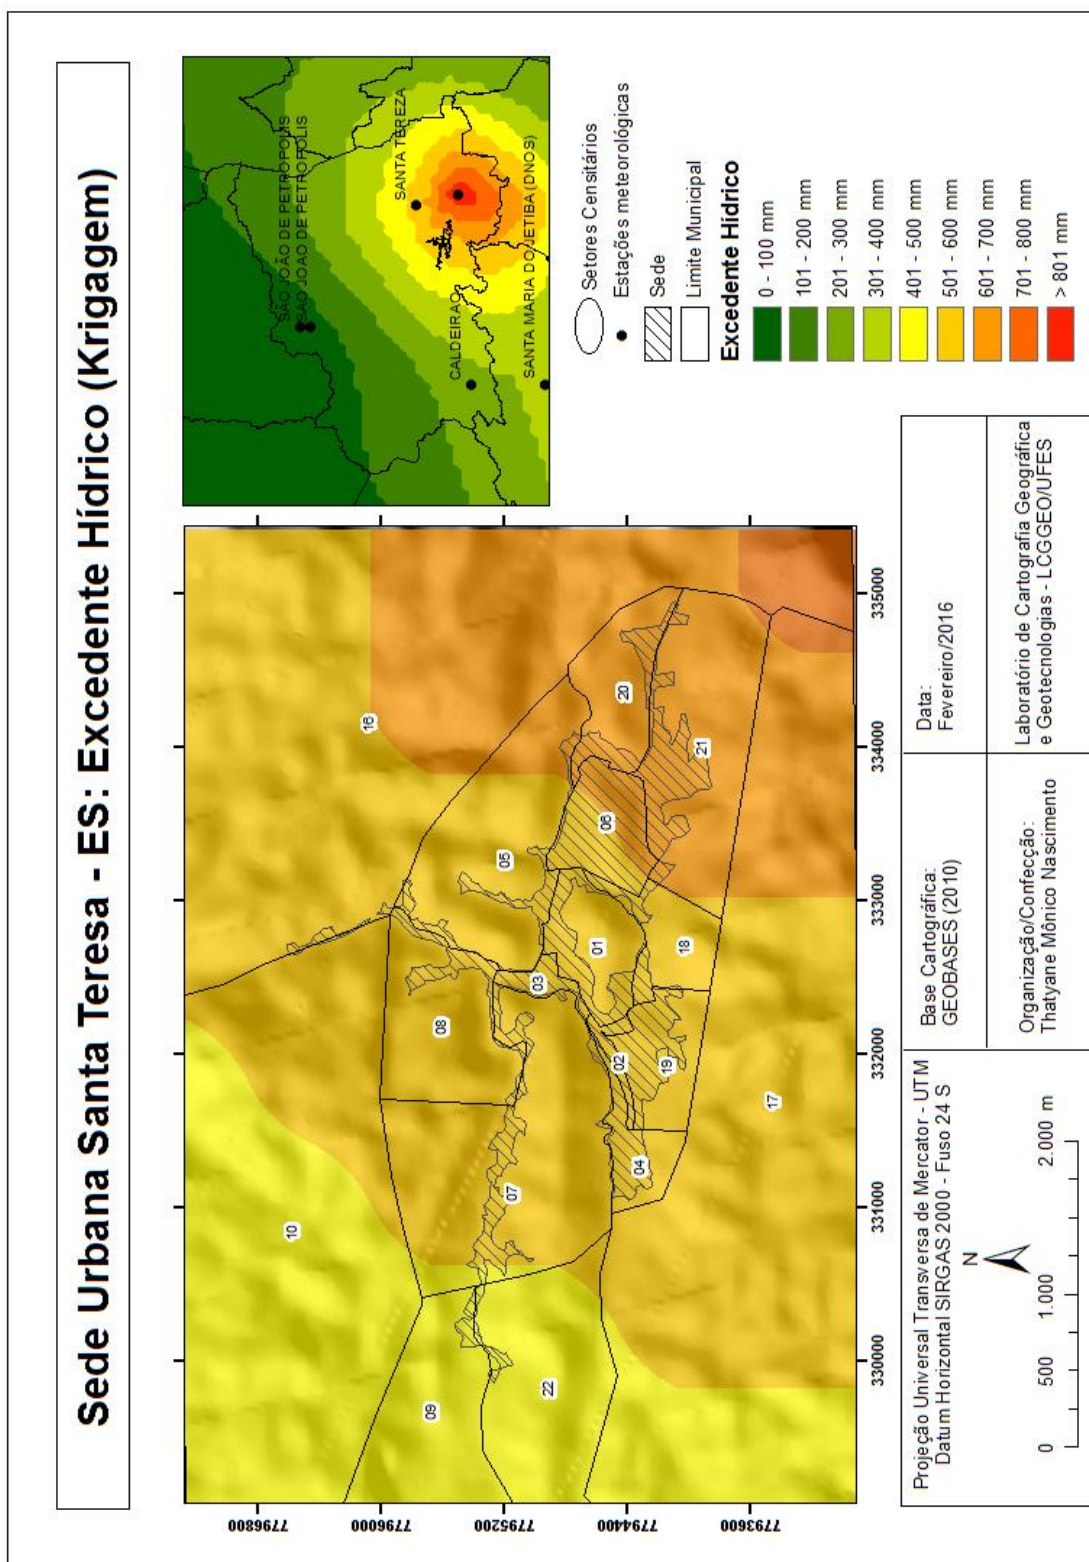 Sede Urbana Santa Teresa - ES: Excedente Hídrico (Krigagem)
7796800
7796000
7795200
7794400
7793600
330000
331000
332000
333000
334000
335000
10
16
09
08
05
07
22
03
01
06
20
02
04
19
18
21
17
SÃO JOÃO DE PETROPOLIS
SÃO JOAO DE PETROPOLIS
SANTA TEREZA
CALDEIRAO
SANTA MARIA DO JETIBA (DNOS)
Setores Censitários
Estações meteorológicas
Sede
Limite Municipal
Excedente Hídrico
0 - 100 mm
101 - 200 mm
201 - 300 mm
301 - 400 mm
401 - 500 mm
501 - 600 mm
601 - 700 mm
701 - 800 mm
> 801 mm
Projeção Universal Transversa de Mercator - UTM
Datum Horizontal SIRGAS 2000 - Fuso 24 S
N
0
500
1.000
2.000 m
Base Cartográfica:
GEOBASES (2010)
Data:
Fevereiro/2016
Organização/Confecção:
Thatyane Mônico Nascimento
Laboratório de Cartografia Geográfica
e Geotecnologias - LCGGEO/UFES